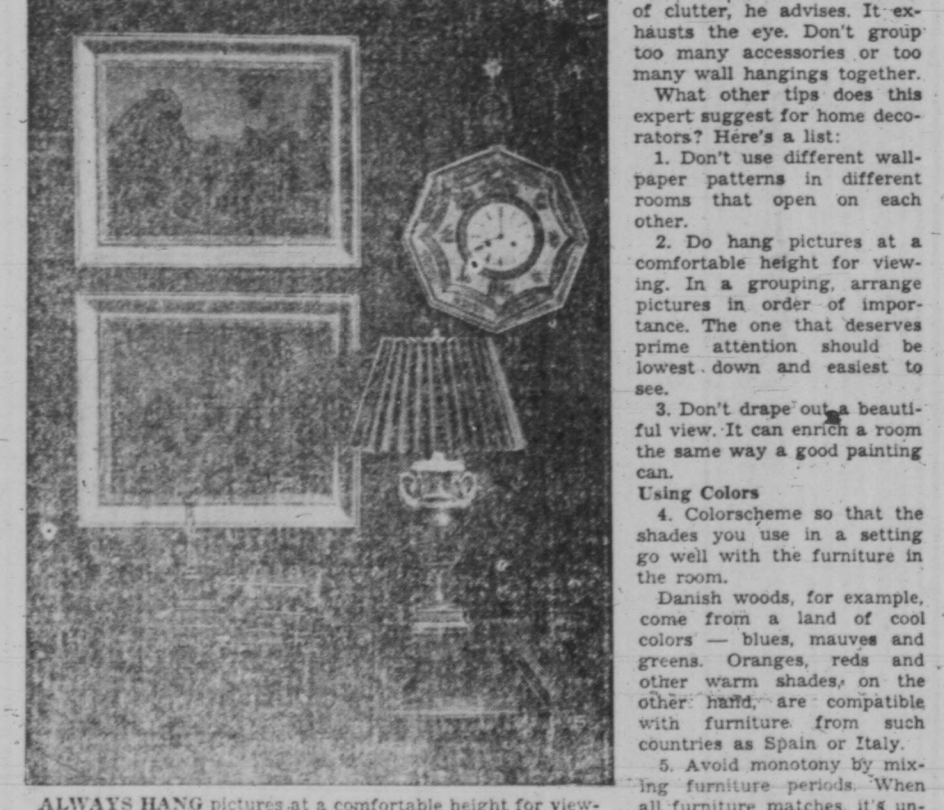 of clutter, he advises. It ex-
hausts the eye. Don't group
too many accessories or too
many wall hangings together.
What other tips does this
expert suggest for home deco-
rators? Here's a list:
1. Don't use different wall-
paper patterns in different
rooms that open on each
other.
2. Do hang pictures at a
comfortable height for view-
ing. In a grouping, arrange
pictures in order of impor-
tance. The one that deserves
prime attention should be
lowest down and easiest to
see.
3. Don't drape out a beauti-
ful view. It can enrich a room
the same way a good painting
can.
Using Colors
4. Colorscheme so that the
shades you use in a setting
go well with the furniture in
the room.
Danish woods, for example,
come from a land of cool
colors — blues, mauves and
greens. Oranges, reds and
other warm shades, on the
other hand, are compatible
with furniture from such
countries as Spain or Italy.
5. Avoid monotony by mix-
ing furniture periods. When
all furniture matches it's un-
ALWAYS HANG pictures at a comfortable height for view-